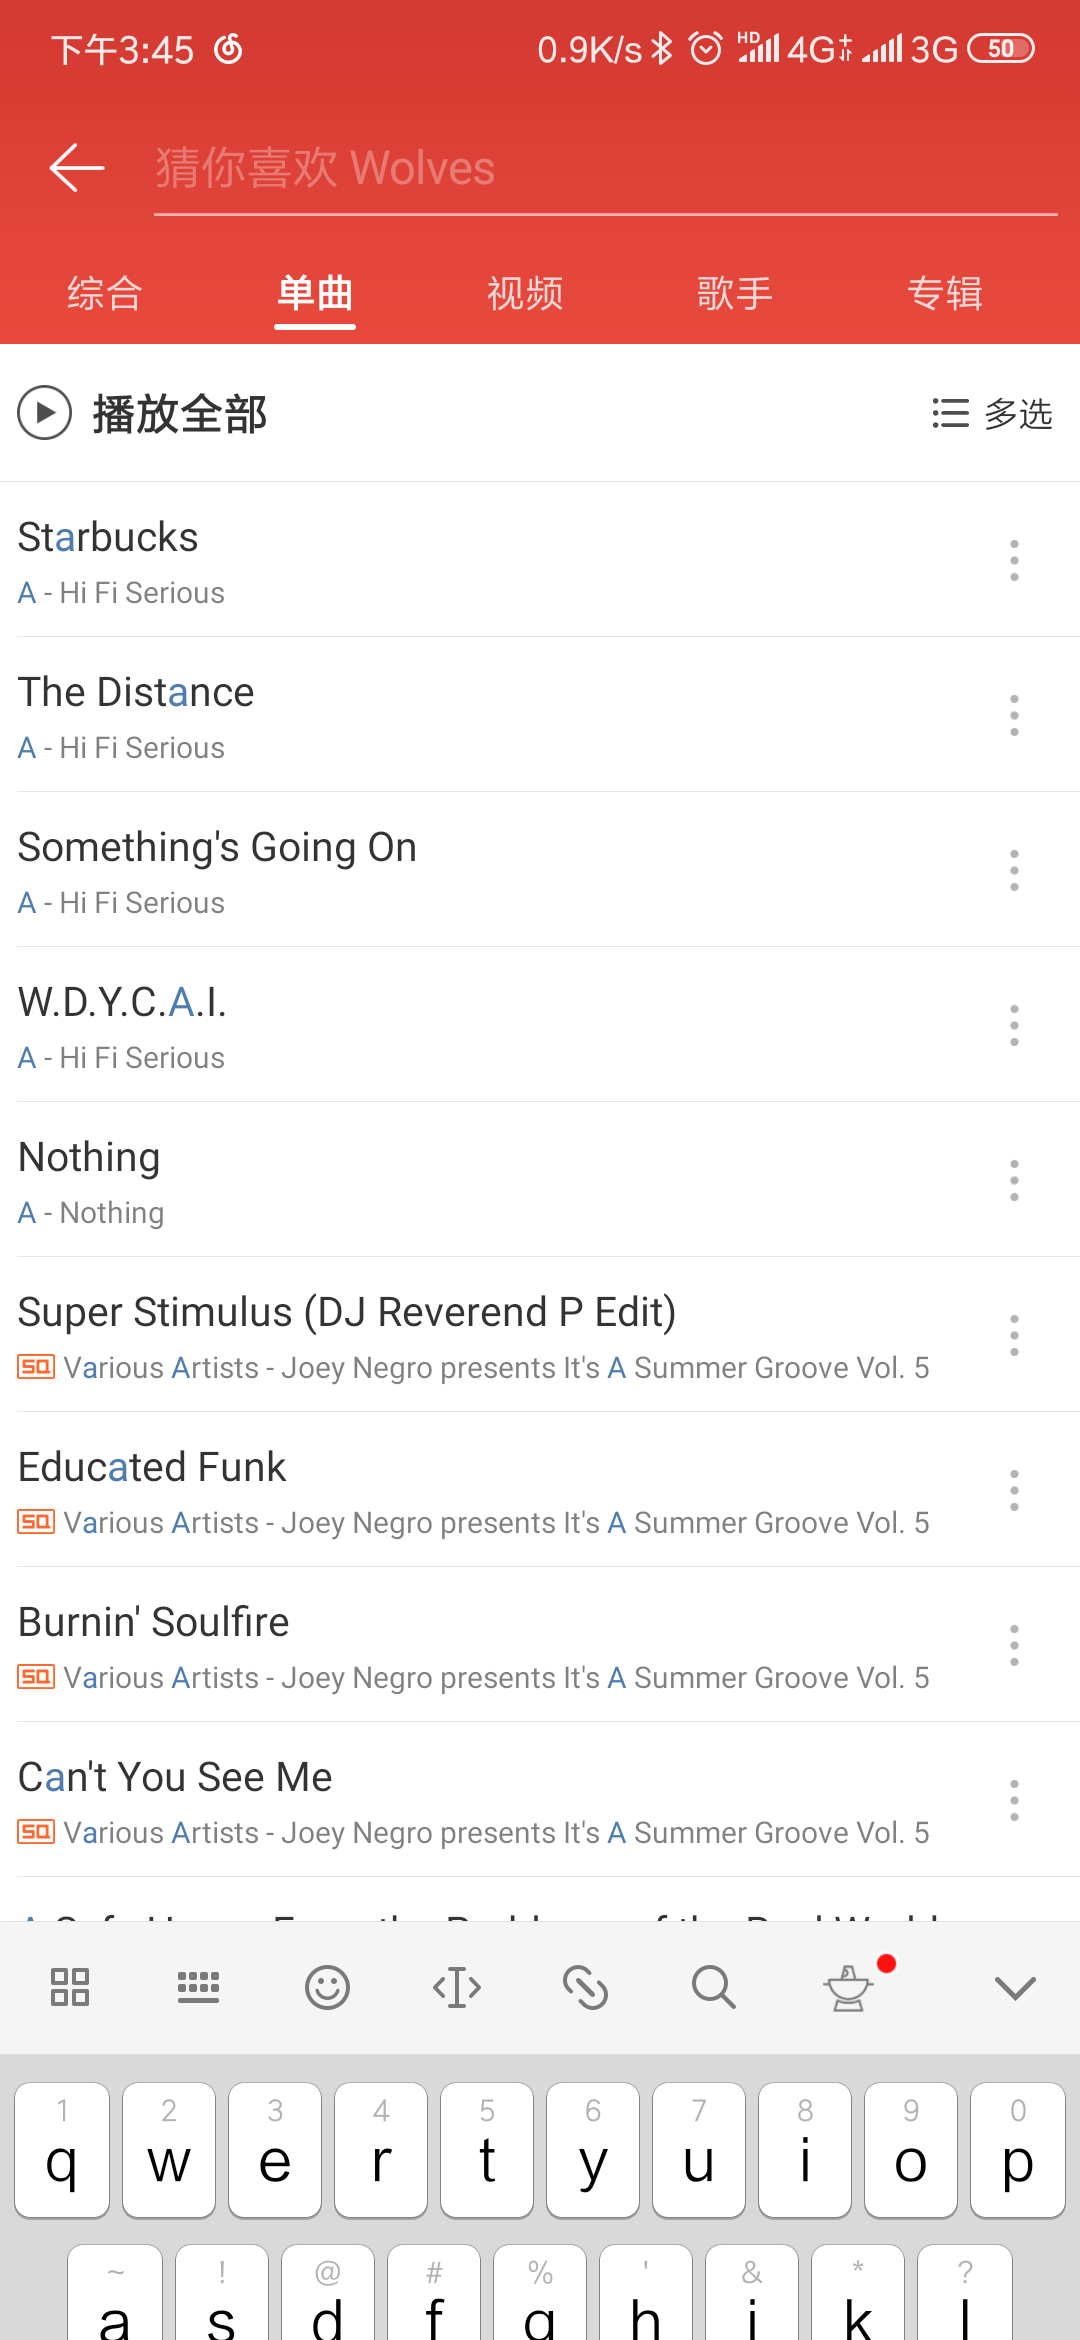 下午3:45 0.9K/s HD 4G 3G 50
猜你喜欢 Wolves
综合 单曲 视频 歌手 专辑
播放全部 多选
Starbucks
A - Hi Fi Serious
The Distance
A - Hi Fi Serious
Something's Going On
A - Hi Fi Serious
W.D.Y.C.A.I.
A - Hi Fi Serious
Nothing
A - Nothing
Super Stimulus (DJ Reverend P Edit)
SQ Various Artists - Joey Negro presents It's A Summer Groove Vol. 5
Educated Funk
SQ Various Artists - Joey Negro presents It's A Summer Groove Vol. 5
Burnin' Soulfire
SQ Various Artists - Joey Negro presents It's A Summer Groove Vol. 5
Can't You See Me
SQ Various Artists - Joey Negro presents It's A Summer Groove Vol. 5
1 2 3 4 5 6 7 8 9 0
q w e r t y u i o p
~ ! @ # % ' & * ?
a s d f g h j k l